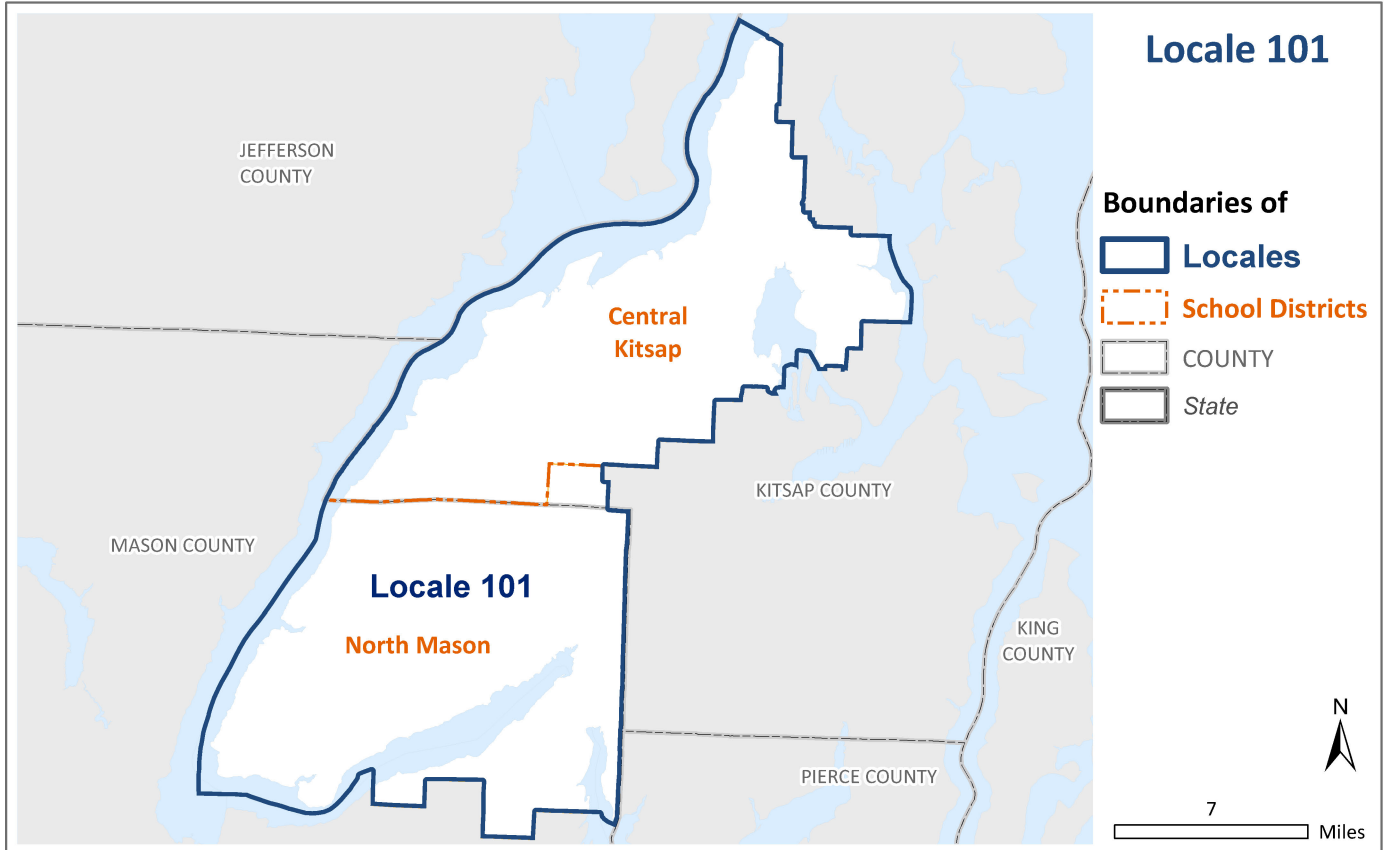 Locale 101
JEFFERSON
COUNTY
Boundaries of
Locales
School Districts
COUNTY
State
Central
Kitsap
KITSAP COUNTY
MASON COUNTY
Locale 101
North Mason
KING
COUNTY
PIERCE COUNTY
N
7
Miles